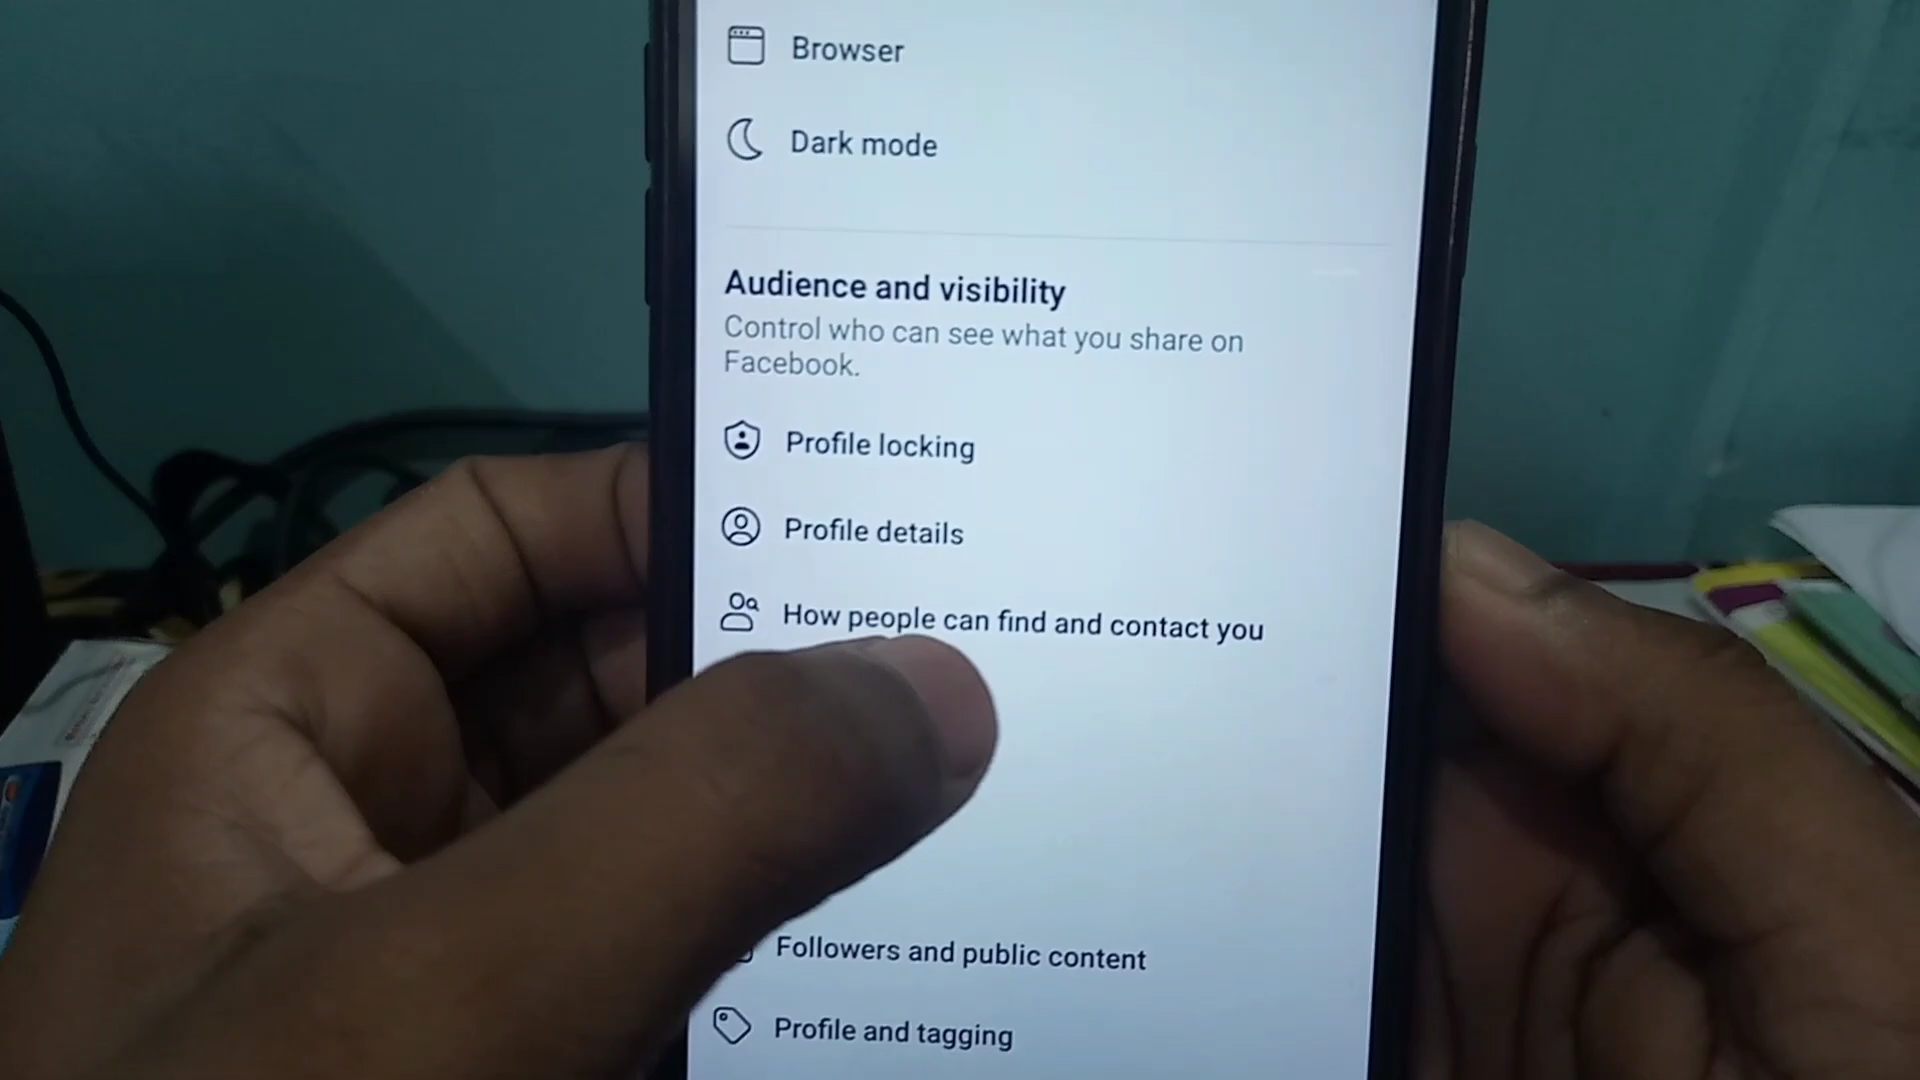 Browser
Dark mode
Audience and visibility
Control who can see what you share on
Facebook.
Profile locking
Profile details
How people can find and contact you
Followers and public content
Profile and tagging